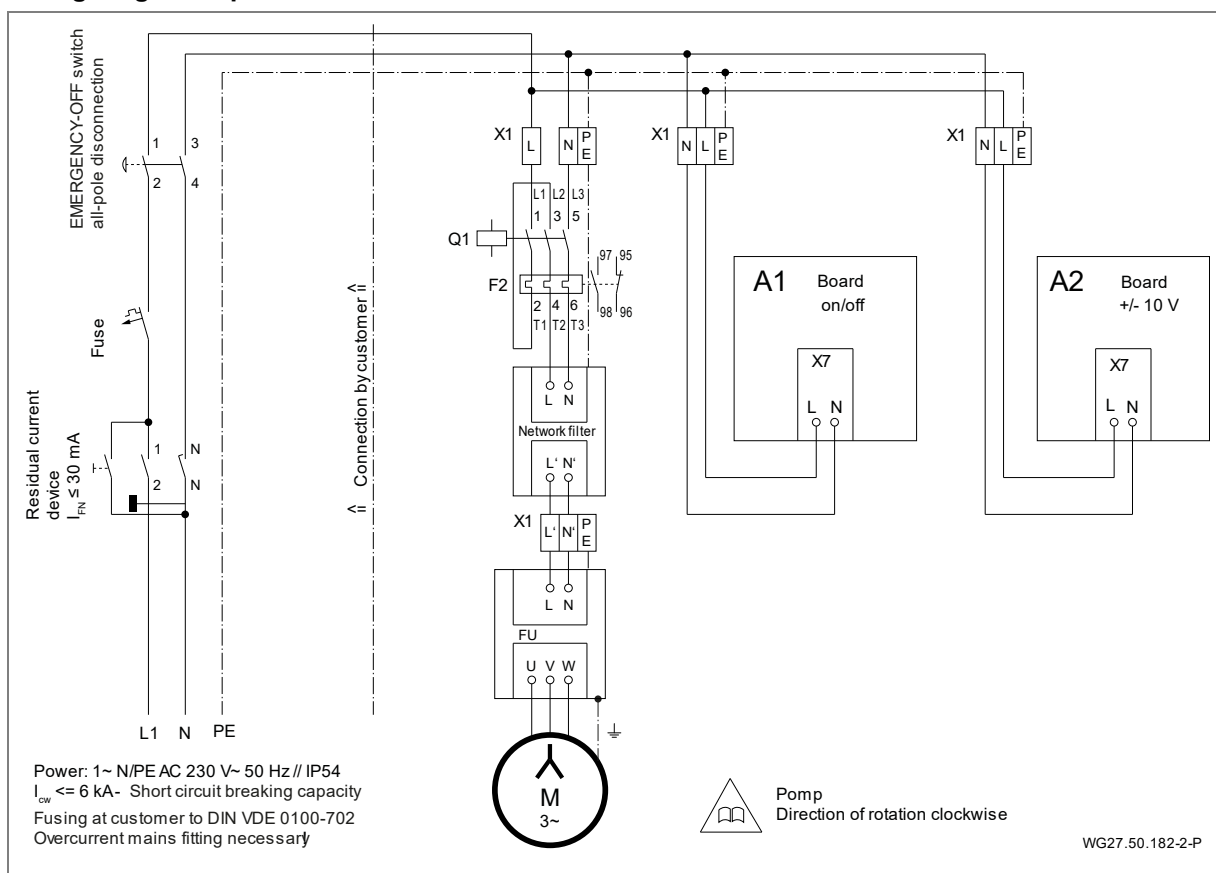 EMERGENCY-OFF switch
all-pole disconnection
1 3
2 4
Fuse
Residual current
device
I_FN ≤ 30 mA
1 N
2 N
L1 N PE
<= Connection by customer <=
X1 L N PE
L1 L2 L3
1 3 5
Q1
F2
97 95
98 96
2 4 6
T1 T2 T3
L N
Network filter
L' N'
X1 L' N' PE
L N
FU
U V W
M
3~
X1 N L PE
A1 Board
on/off
X7
L N
X1 N L PE
A2 Board
+/- 10 V
X7
L N
Power: 1~ N/PE AC 230 V~ 50 Hz // IP54
I_cw <= 6 kA- Short circuit breaking capacity
Fusing at customer to DIN VDE 0100-702
Overcurrent mains fitting necessary
Pomp
Direction of rotation clockwise
WG27.50.182-2-P